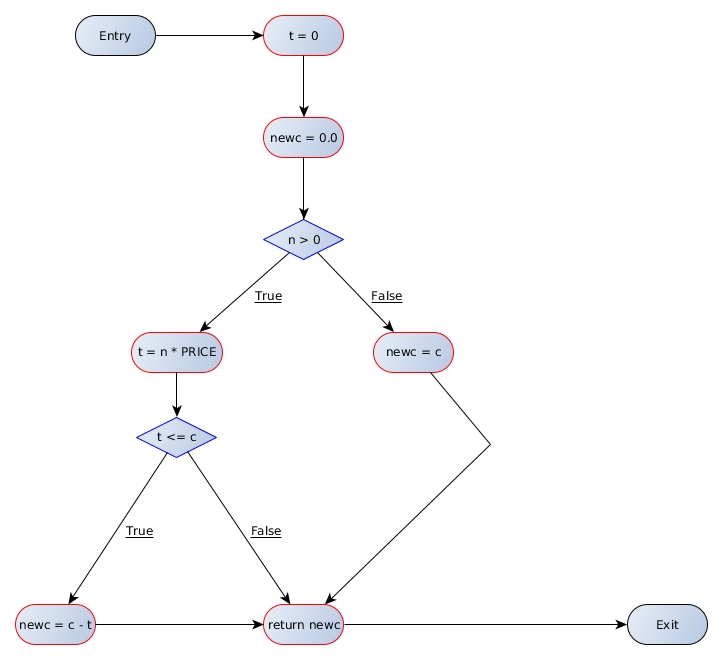 Entry
t = 0
newc = 0.0
n > 0
True
False
t = n * PRICE
newc = c
t <= c
True
False
newc = c - t
return newc
Exit